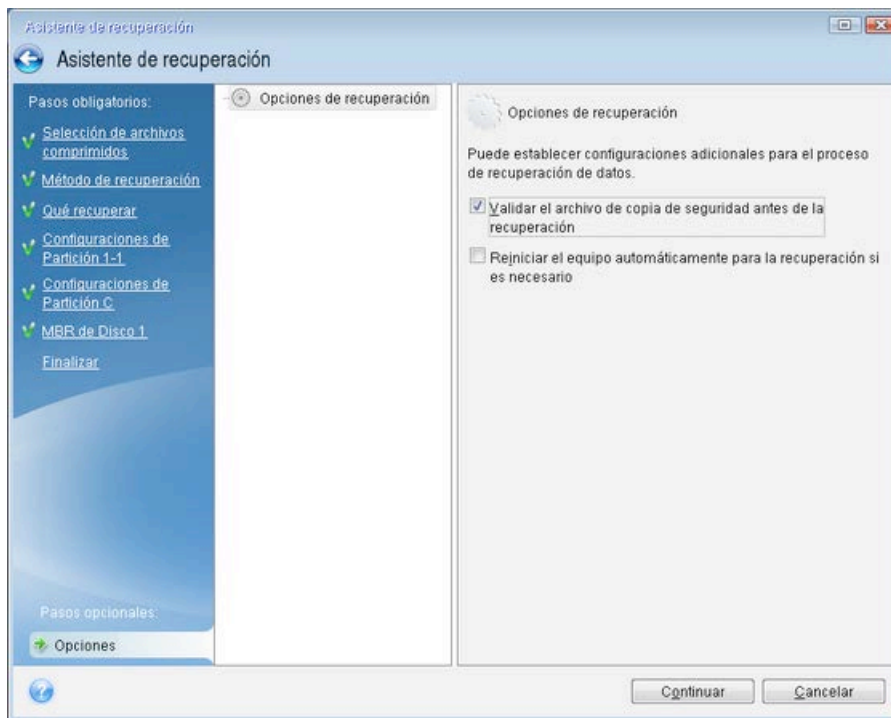 Asistente de recuperación
Asistente de recuperación
Pasos obligatorios:
Selección de archivos
comprimidos
Método de recuperación
Qué recuperar
Configuraciones de
Partición 1-1
Configuraciones de
Partición C
MBR de Disco 1
Finalizar
Pasos opcionales:
Opciones
Opciones de recuperación
Opciones de recuperación
Puede establecer configuraciones adicionales para el proceso
de recuperación de datos.
Validar el archivo de copia de seguridad antes de la
recuperación
Reiniciar el equipo automáticamente para la recuperación si
es necesario
Continuar
Cancelar